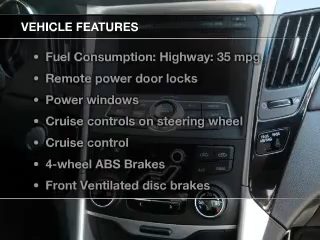 VEHICLE FEATURES
• Fuel Consumption: Highway: 35 mpg
• Remote power door locks
• Power windows
• Cruise controls on steering wheel
• Cruise control
• 4-wheel ABS Brakes
• Front Ventilated disc brakes